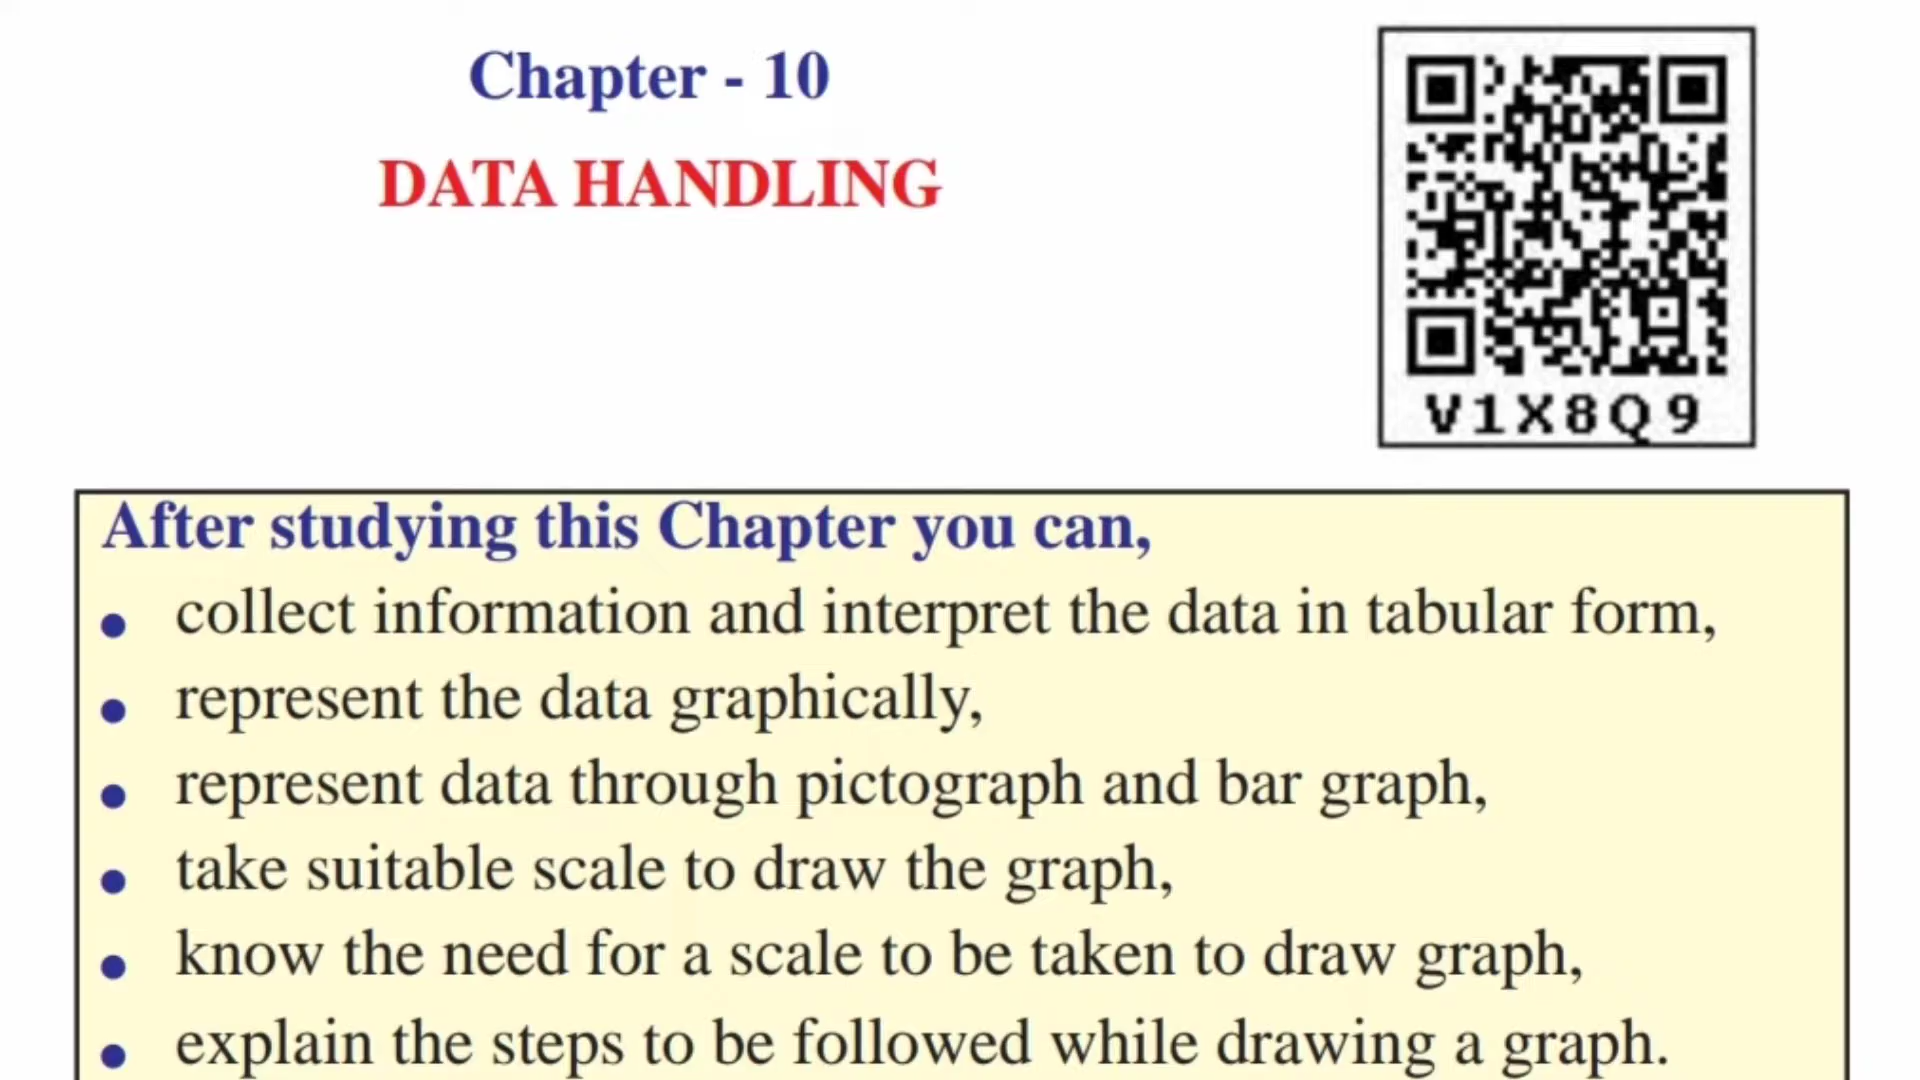 Chapter - 10
DATA HANDLING
V1X8Q9
After studying this Chapter you can,
● collect information and interpret the data in tabular form,
● represent the data graphically,
● represent data through pictograph and bar graph,
● take suitable scale to draw the graph,
● know the need for a scale to be taken to draw graph,
● explain the steps to be followed while drawing a graph.